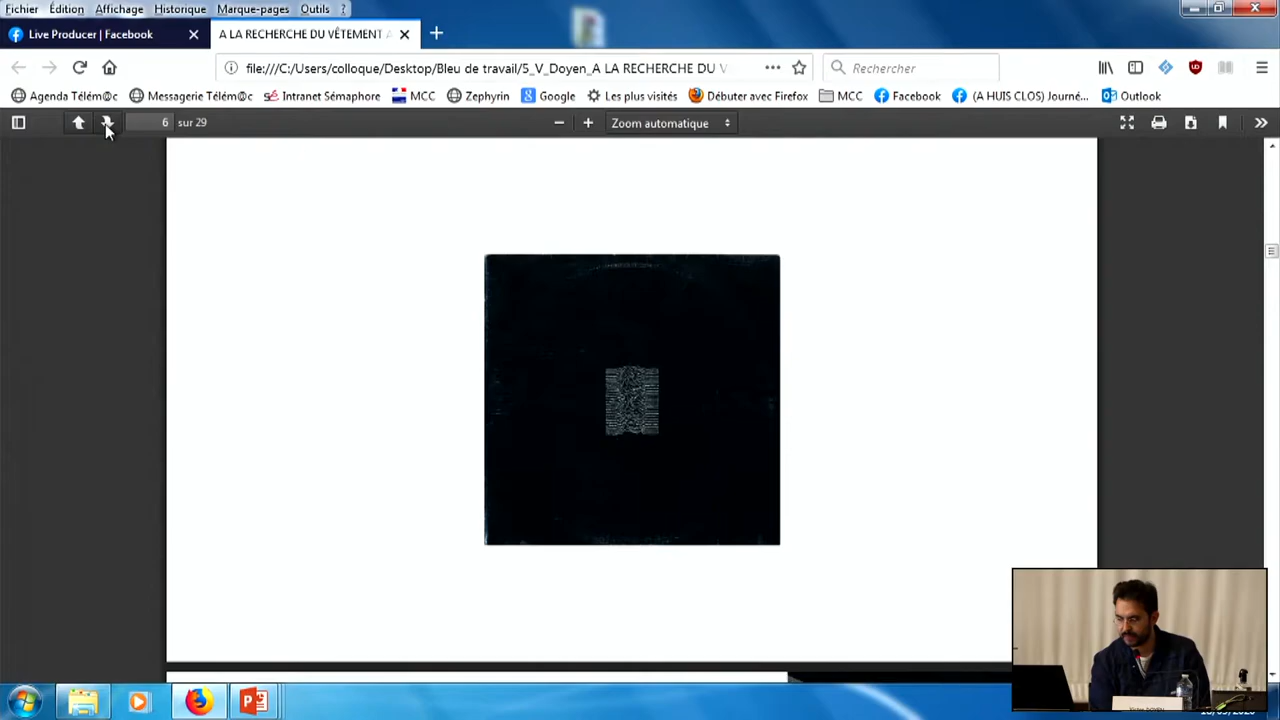 Fichier Édition Affichage Historique Marque-pages Outils ?
Live Producer | Facebook
A LA RECHERCHE DU VÊTEMENT
file:///C:/Users/colloque/Desktop/Bleu de travail/5_V_Doyen_A LA RECHERCHE DU V
Rechercher
Agenda Télém@c Messagerie Télém@c Intranet Sémaphore MCC Zephyrin Google Les plus visités Débuter avec Firefox MCC Facebook (A HUIS CLOS) Journé... Outlook
6 sur 29
Zoom automatique